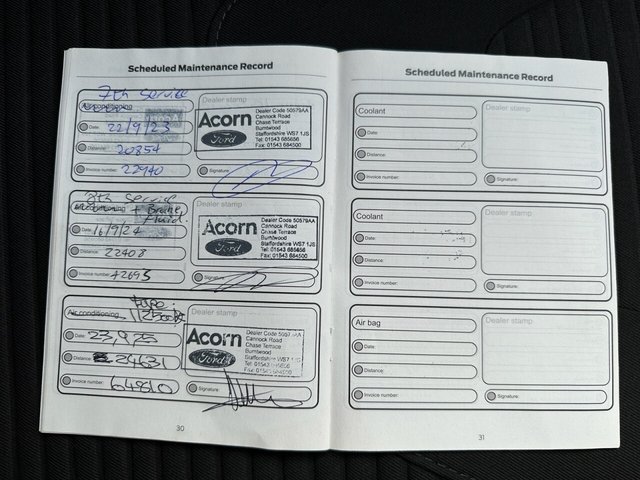 Scheduled Maintenance Record
7th Service
Air conditioning
Date: 22/9/23
Distance: 20854
Invoice number: 22940
Dealer stamp
Acorn
Ford
Dealer Code 50579AA
Cannock Road
Chase Terrace
Burntwood
Staffordshire WS7 1JS
Tel: 01543 685656
Fax: 01543 684500
Signature:
8th Service
+ Brake
Fluid
Date: 16/9/24
Distance: 22408
Invoice number: 42695
Dealer stamp
Acorn
Ford
Dealer Code 50579AA
Cannock Road
Chase Terrace
Burntwood
Staffordshire WS7 1JS
Tel: 01543 685656
Fax: 01543 684500
Signature:
Air conditioning
Date: 23.9.25
Distance: 24631
Invoice number: 64810
Dealer stamp
Acorn
Ford
Cannock Road
Chase Terrace
Burntwood
Staffordshire WS7
Signature:
30
Scheduled Maintenance Record
Coolant
Date:
Distance:
Invoice number:
Dealer stamp
Signature:
Coolant
Date:
Distance:
Invoice number:
Dealer stamp
Signature:
Air bag
Date:
Distance:
Invoice number:
Dealer stamp
Signature:
31